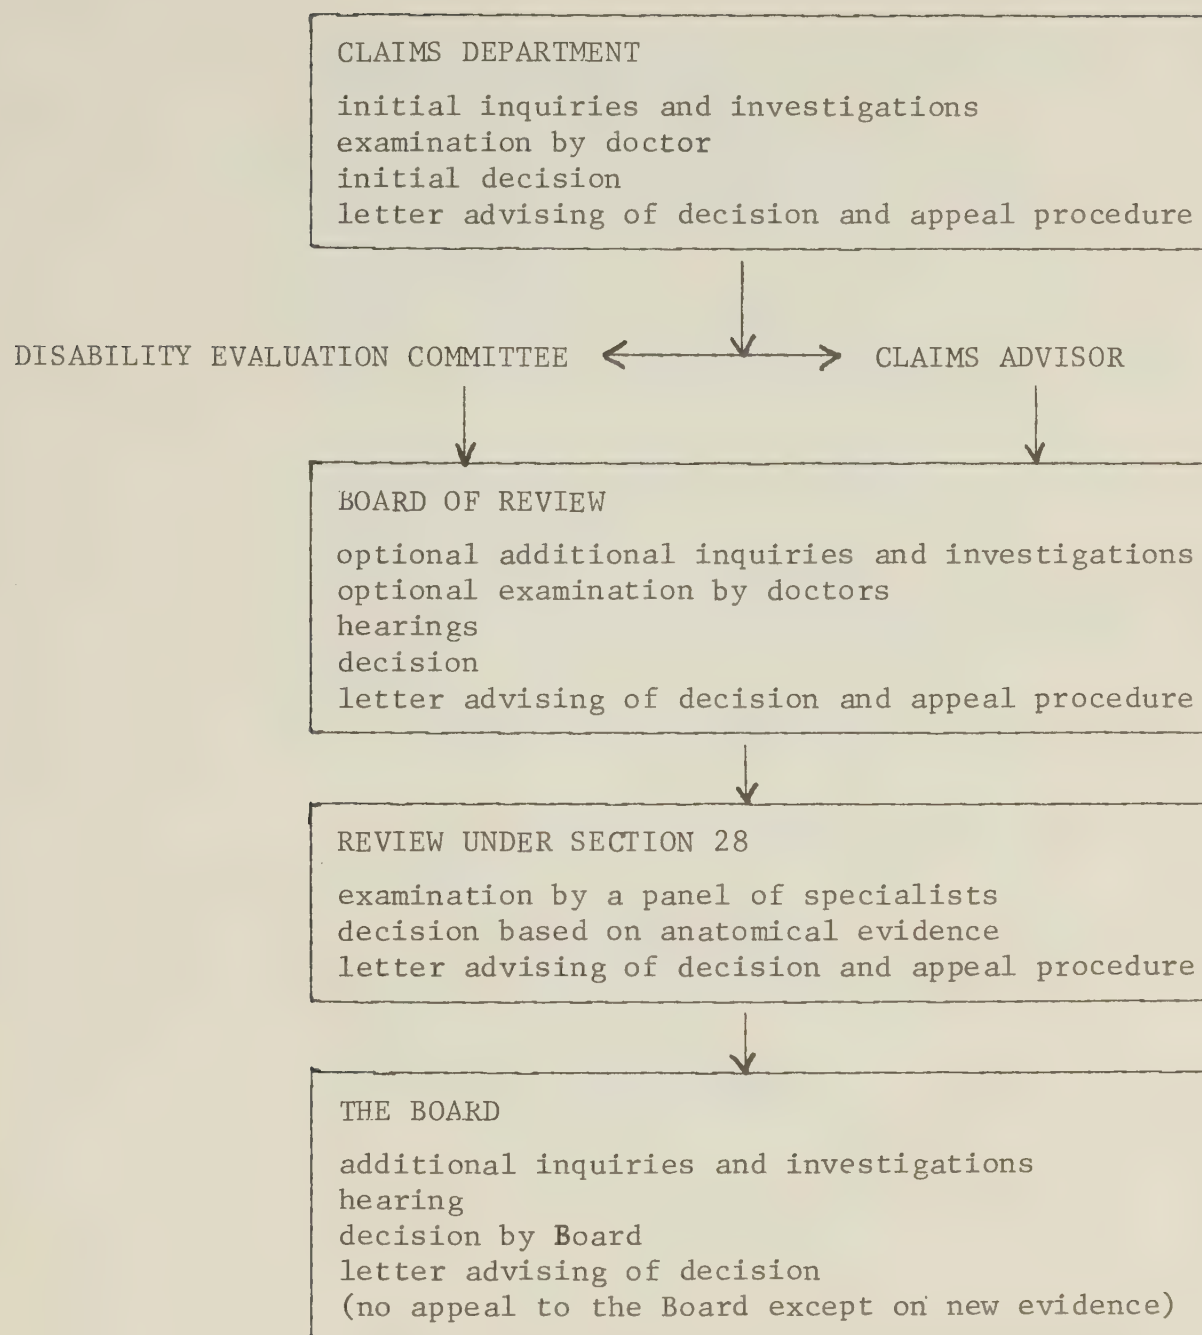 CLAIMS DEPARTMENT
initial inquiries and investigations
examination by doctor
initial decision
letter advising of decision and appeal procedure
DISABILITY EVALUATION COMMITTEE
CLAIMS ADVISOR
BOARD OF REVIEW
optional additional inquiries and investigations
optional examination by doctors
hearings
decision
letter advising of decision and appeal procedure
REVIEW UNDER SECTION 28
examination by a panel of specialists
decision based on anatomical evidence
letter advising of decision and appeal procedure
THE BOARD
additional inquiries and investigations
hearing
decision by Board
letter advising of decision
(no appeal to the Board except on new evidence)